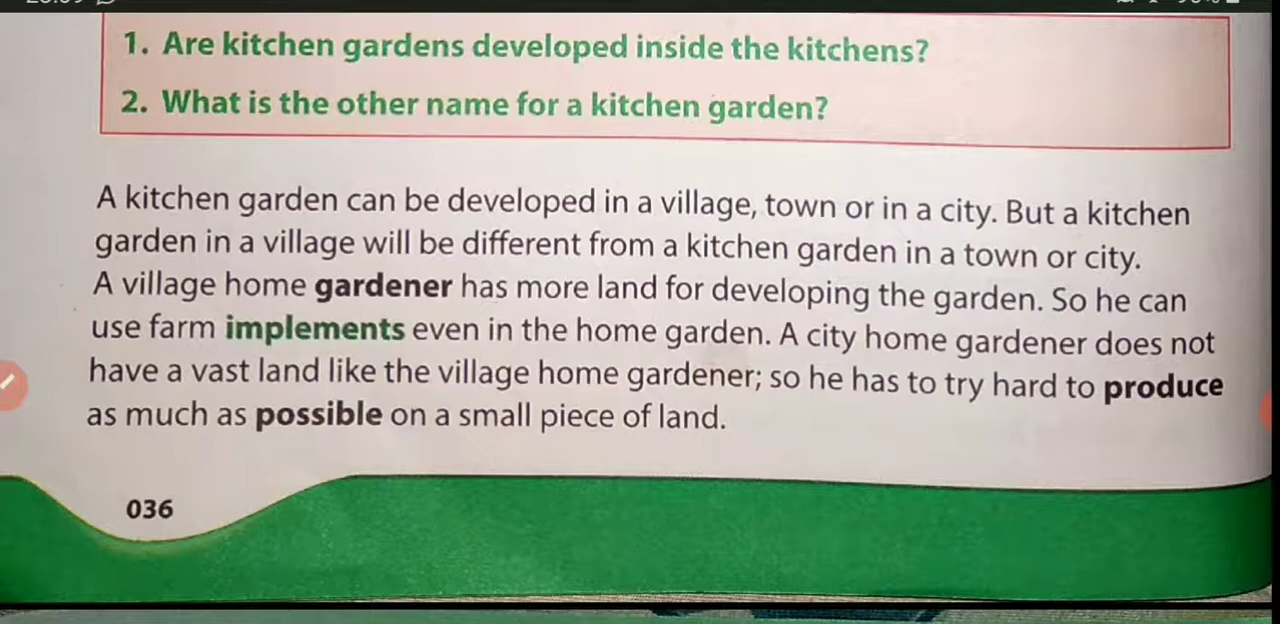 1. Are kitchen gardens developed inside the kitchens?
2. What is the other name for a kitchen garden?
A kitchen garden can be developed in a village, town or in a city. But a kitchen
garden in a village will be different from a kitchen garden in a town or city.
A village home gardener has more land for developing the garden. So he can
use farm implements even in the home garden. A city home gardener does not
have a vast land like the village home gardener; so he has to try hard to produce
as much as possible on a small piece of land.
036